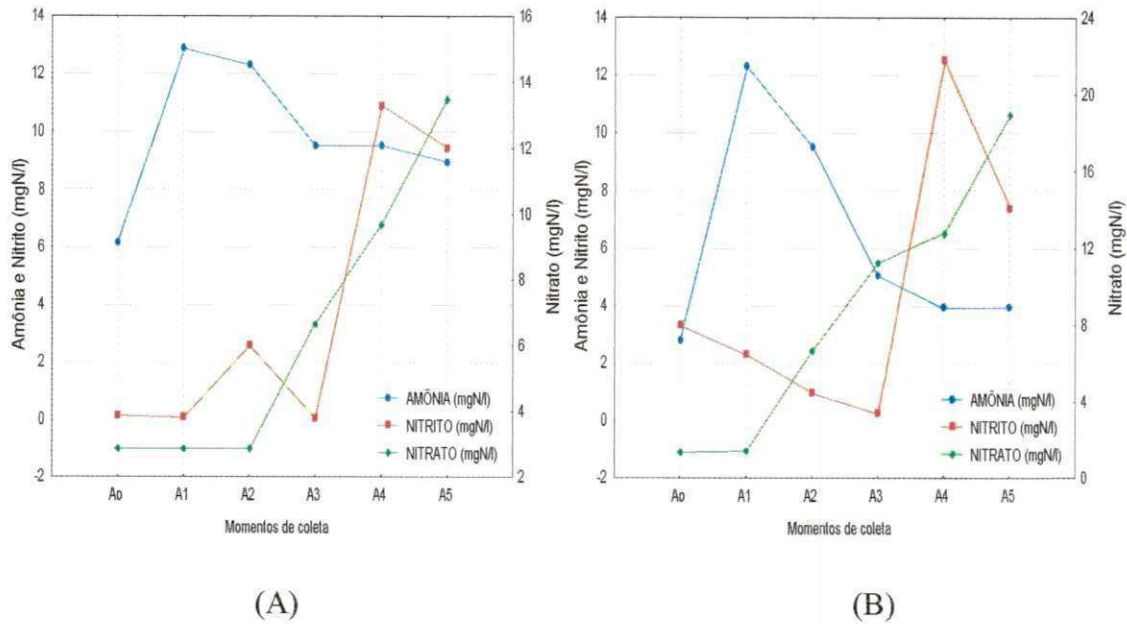 14
12
10
8
6
4
2
0
-2
Amônia e Nitrito (mgN/l)
16
14
12
10
8
6
4
2
Nitrato (mgN/l)
AMÔNIA (mgN/l)
NITRITO (mgN/l)
NITRATO (mgN/l)
Ao A1 A2 A3 A4 A5
Momentos de coleta
(A)
14
12
10
8
6
4
2
0
-2
Amônia e Nitrito (mgN/l)
24
20
16
12
8
4
0
Nitrato (mgN/l)
AMÔNIA (mgN/l)
NITRITO (mgN/l)
NITRATO (mgN/l)
Ao A1 A2 A3 A4 A5
Momentos de coleta
(B)